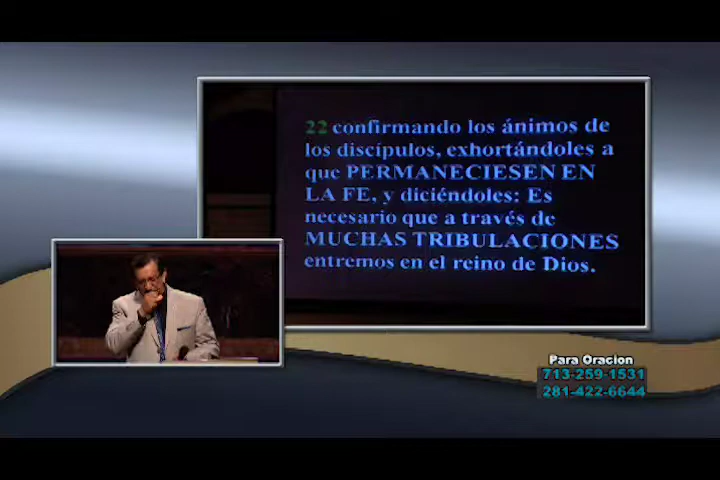 22 confirmando los ánimos de
los discípulos, exhortándoles a
que PERMANECIESEN EN
LA FE, y diciéndoles: Es
necesario que a través de
MUCHAS TRIBULACIONES
entremos en el reino de Dios.
Para Oracion
713-259-1531
281-422-6644